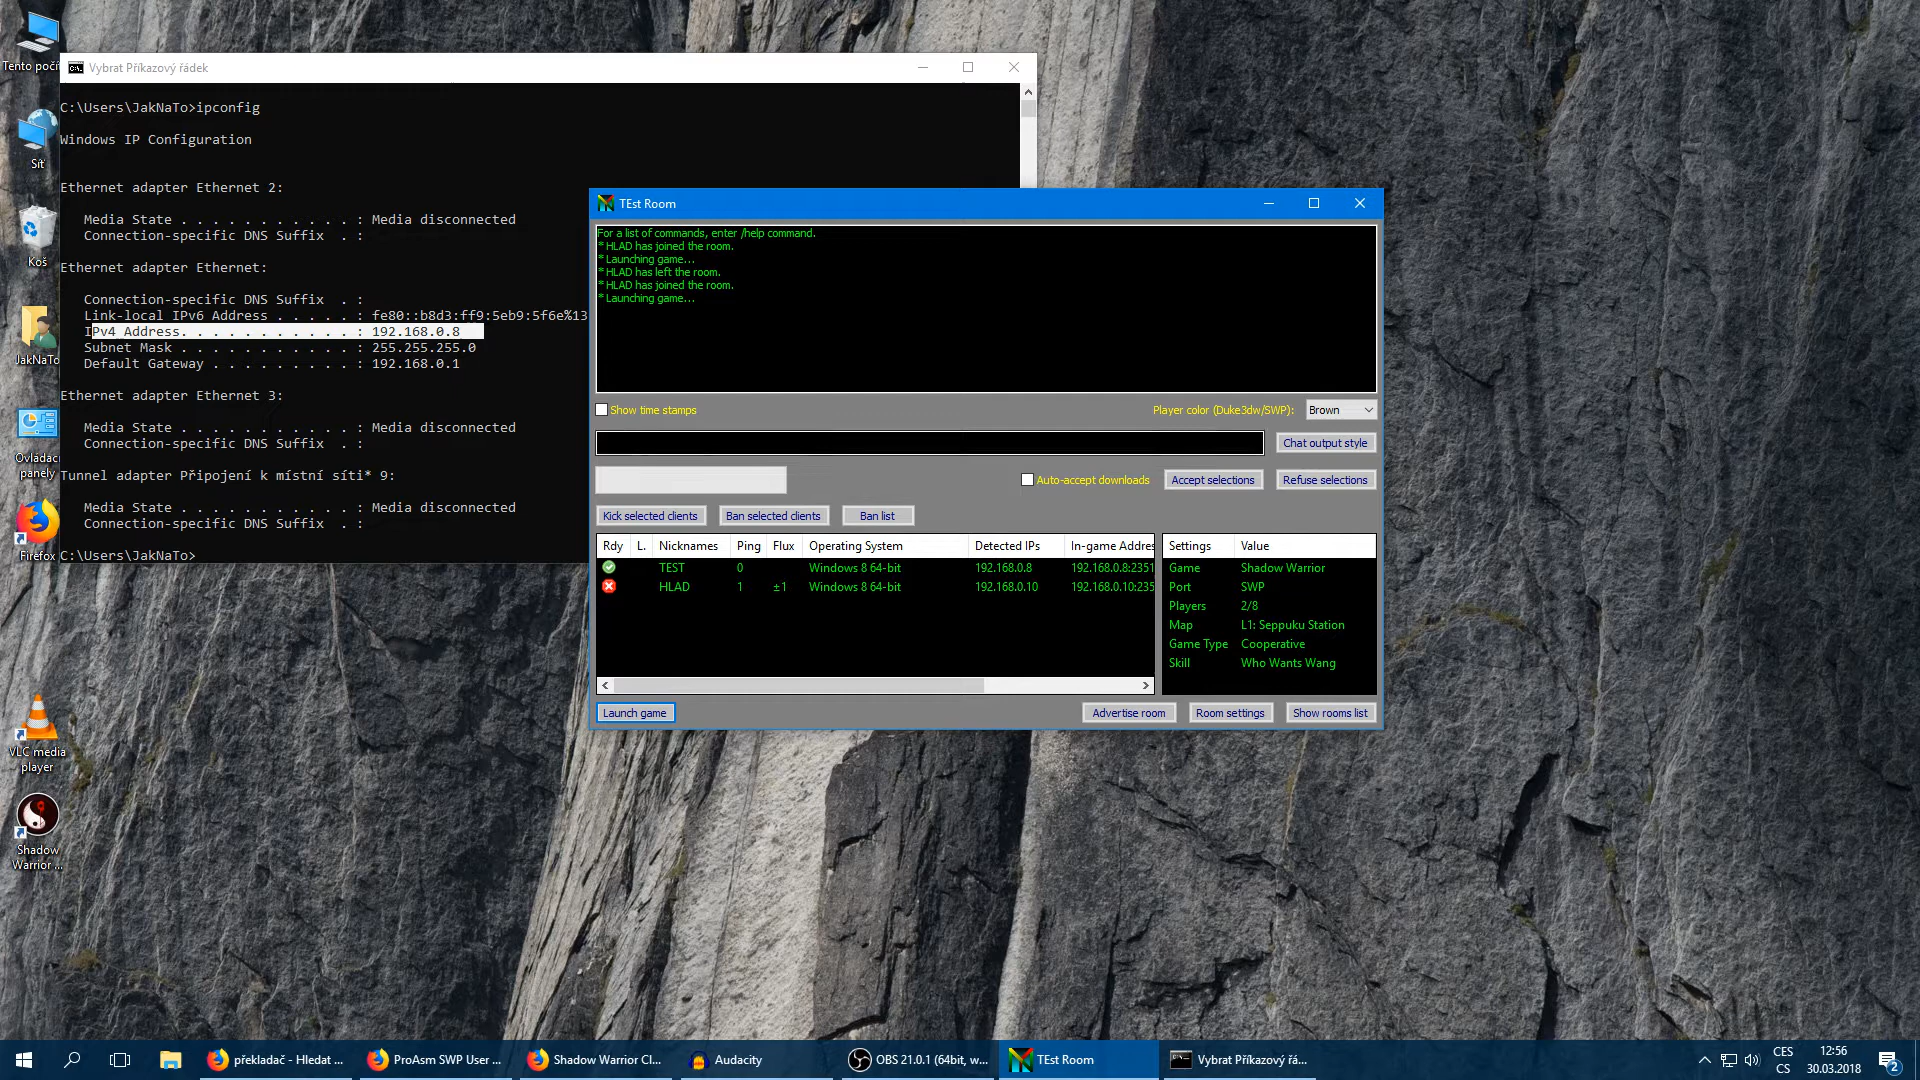 Tento počí
Síť
Koš
JakNaTo
Ovládac
panely
Firefox
VLC media
player
Shadow
Warrior ...
Vybrat Příkazový řádek
C:\Users\JakNaTo>ipconfig
Windows IP Configuration
Ethernet adapter Ethernet 2:
Media State . . . . . . . . . . . : Media disconnected
Connection-specific DNS Suffix  . :
Ethernet adapter Ethernet:
Connection-specific DNS Suffix  . :
Link-local IPv6 Address . . . . . : fe80::b8d3:ff9:5eb9:5f6e%13
IPv4 Address. . . . . . . . . . . : 192.168.0.8
Subnet Mask . . . . . . . . . . . : 255.255.255.0
Default Gateway . . . . . . . . . : 192.168.0.1
Ethernet adapter Ethernet 3:
Media State . . . . . . . . . . . : Media disconnected
Connection-specific DNS Suffix  . :
Tunnel adapter Připojení k místní síti* 9:
Media State . . . . . . . . . . . : Media disconnected
Connection-specific DNS Suffix  . :
C:\Users\JakNaTo>
TEst Room
For a list of commands, enter /help command.
* HLAD has joined the room.
* Launching game...
* HLAD has left the room.
* HLAD has joined the room.
* Launching game...
Show time stamps
Player color (Duke3dw/SWP): Brown
Chat output style
Auto-accept downloads Accept selections Refuse selections
Kick selected clients Ban selected clients Ban list
Rdy L. Nicknames Ping Flux Operating System Detected IPs In-game Addres
TEST 0 Windows 8 64-bit 192.168.0.8 192.168.0.8:2351
HLAD 1 ±1 Windows 8 64-bit 192.168.0.10 192.168.0.10:235
Settings Value
Game Shadow Warrior
Port SWP
Players 2/8
Map L1: Seppuku Station
Game Type Cooperative
Skill Who Wants Wang
Launch game Advertise room Room settings Show rooms list
překladač - Hledat ... ProAsm SWP User ... Shadow Warrior Cl... Audacity OBS 21.0.1 (64bit, w... TEst Room Vybrat Příkazový řá...
CES
CS
12:56
30.03.2018
2